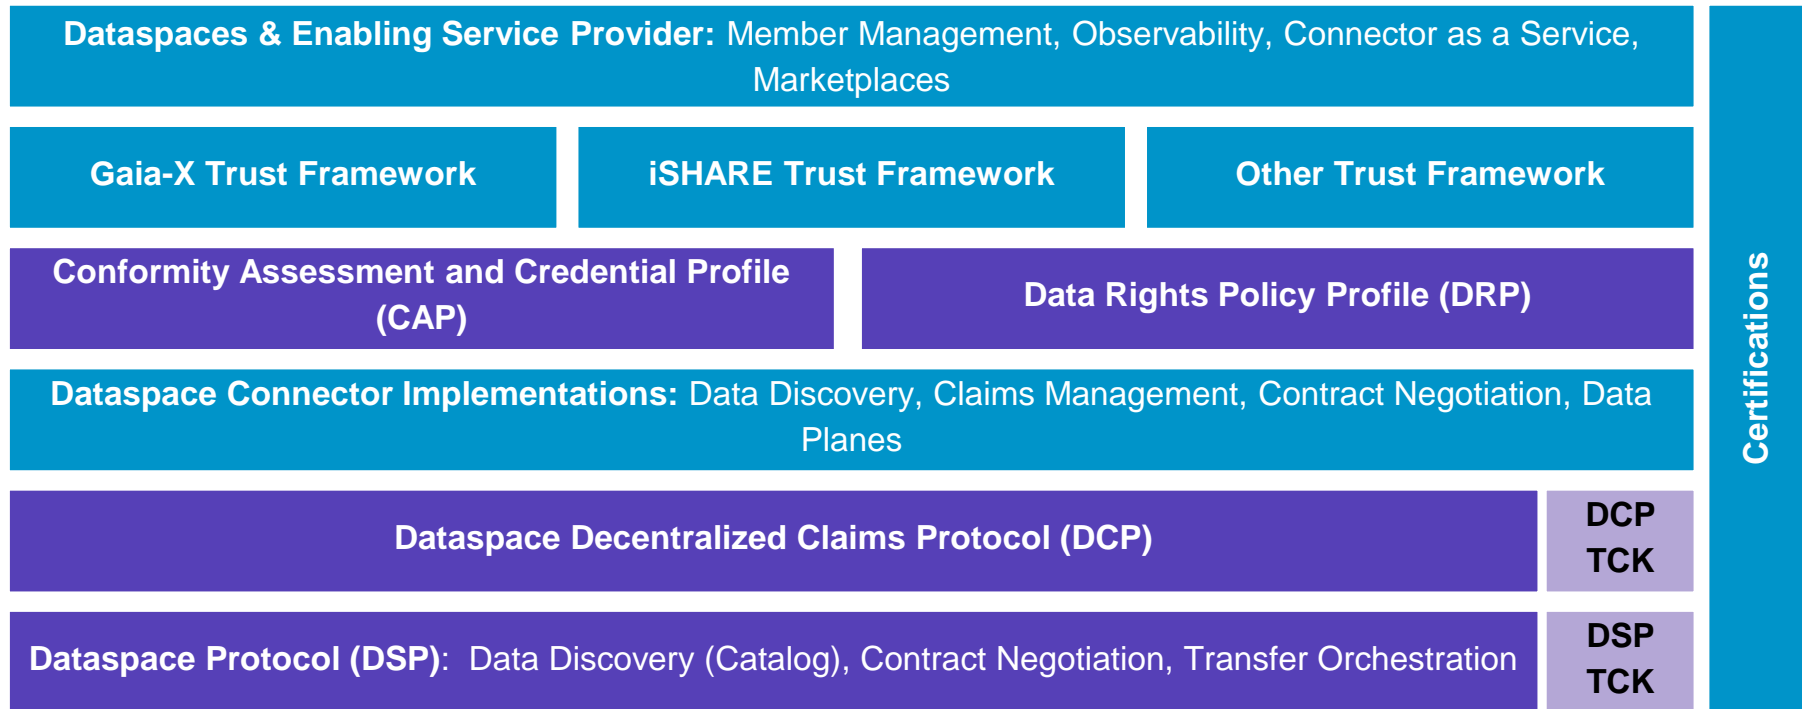 Dataspaces & Enabling Service Provider: Member Management, Observability, Connector as a Service,
Marketplaces
Gaia-X Trust Framework
iSHARE Trust Framework
Other Trust Framework
Conformity Assessment and Credential Profile
(CAP)
Data Rights Policy Profile (DRP)
Dataspace Connector Implementations: Data Discovery, Claims Management, Contract Negotiation, Data
Planes
Dataspace Decentralized Claims Protocol (DCP)
DCP
TCK
Dataspace Protocol (DSP):  Data Discovery (Catalog), Contract Negotiation, Transfer Orchestration
DSP
TCK
Certifications